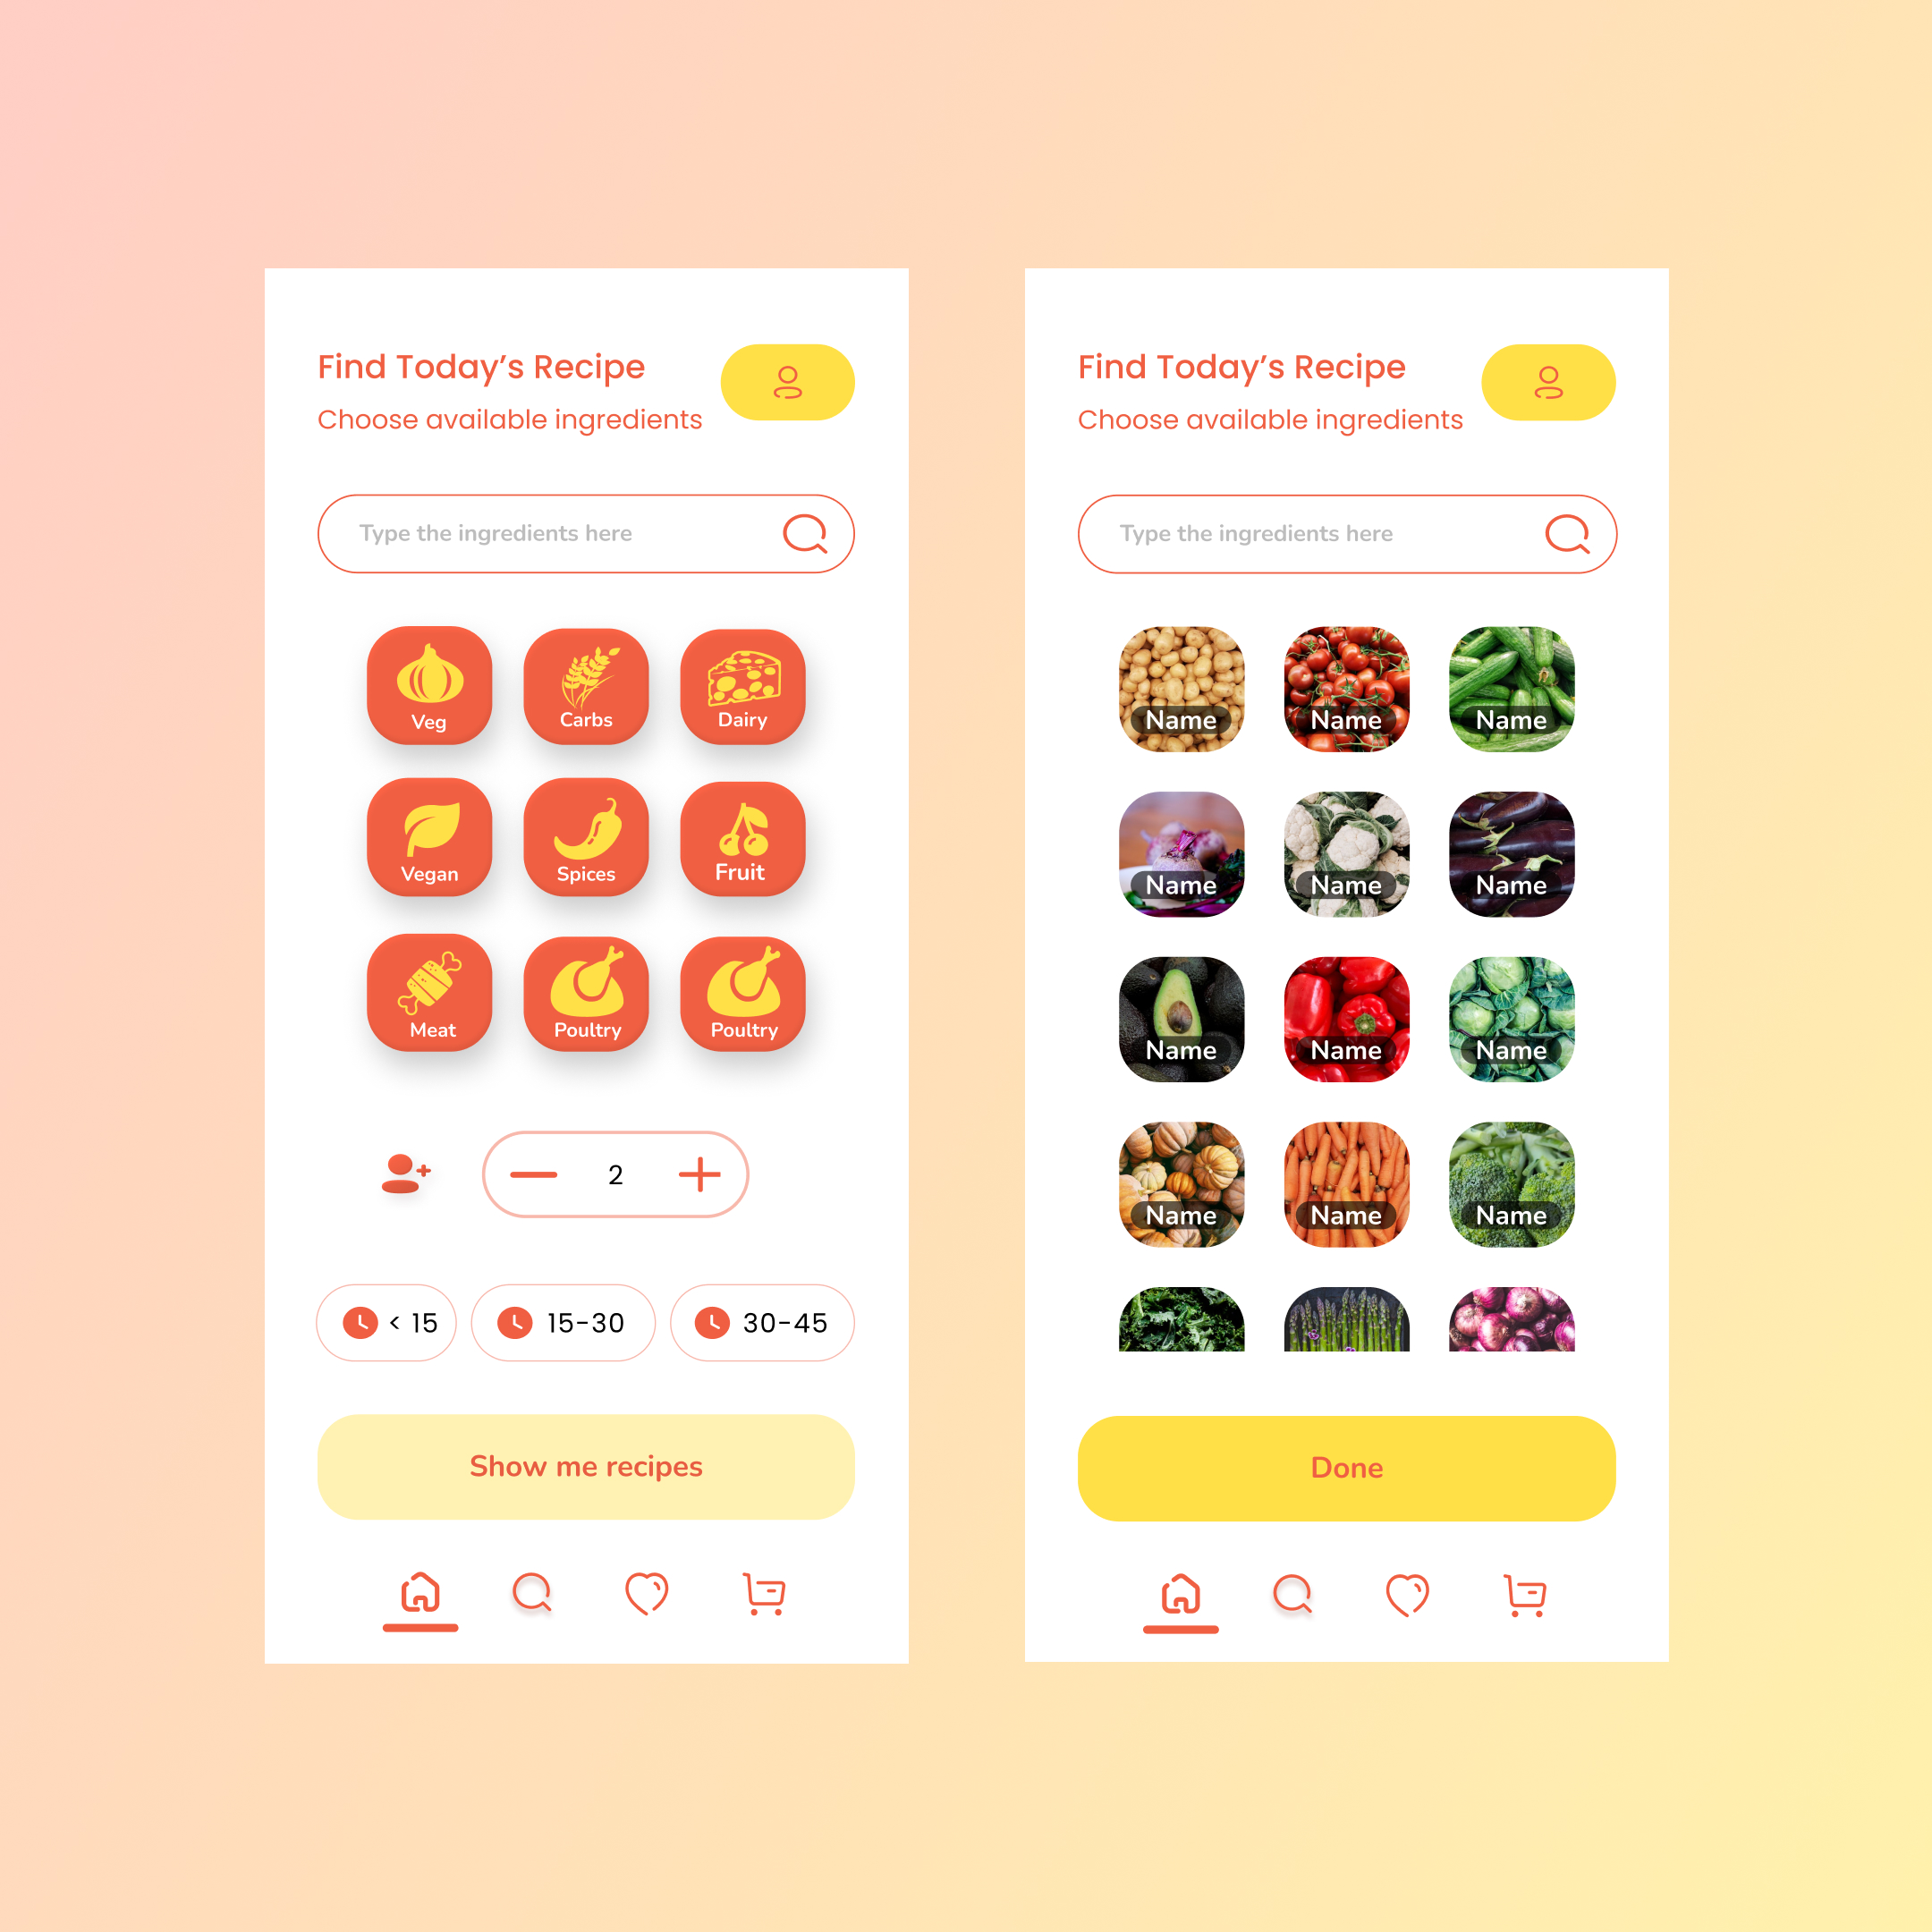 Find Today’s Recipe
Choose available ingredients
Type the ingredients here
Veg
Carbs
Dairy
Vegan
Spices
Fruit
Meat
Poultry
Poultry
2
< 15
15-30
30-45
Show me recipes
Find Today’s Recipe
Choose available ingredients
Type the ingredients here
Name
Name
Name
Name
Name
Name
Name
Name
Name
Name
Name
Name
Done